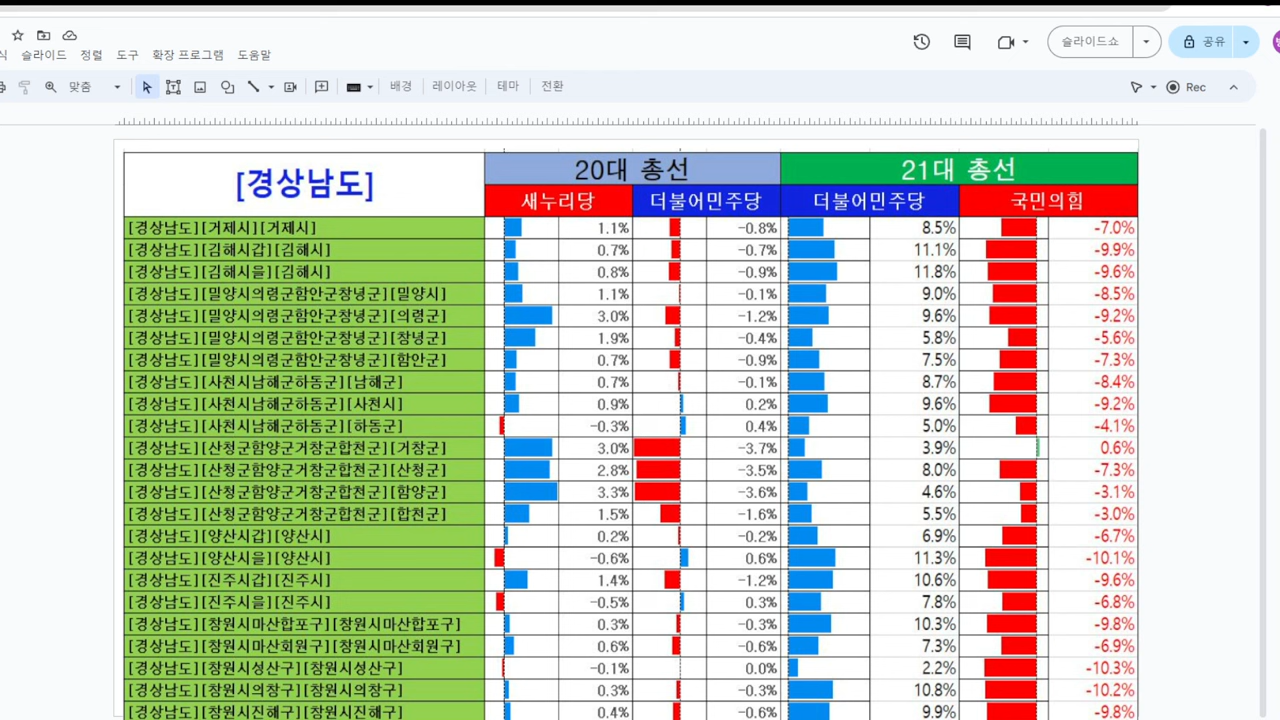 슬라이드 정렬 도구 확장 프로그램 도움말
슬라이드쇼 공유
맞춤 배경 레이아웃 테마 전환 Rec
[경상남도] 20대 총선 21대 총선
새누리당 더불어민주당 더불어민주당 국민의힘
[경상남도][거제시][거제시] 1.1% -0.8% 8.5% -7.0%
[경상남도][김해시갑][김해시] 0.7% -0.7% 11.1% -9.9%
[경상남도][김해시을][김해시] 0.8% -0.9% 11.8% -9.6%
[경상남도][밀양시의령군함안군창녕군][밀양시] 1.1% -0.1% 9.0% -8.5%
[경상남도][밀양시의령군함안군창녕군][의령군] 3.0% -1.2% 9.6% -9.2%
[경상남도][밀양시의령군함안군창녕군][창녕군] 1.9% -0.4% 5.8% -5.6%
[경상남도][밀양시의령군함안군창녕군][함안군] 0.7% -0.9% 7.5% -7.3%
[경상남도][사천시남해군하동군][남해군] 0.7% -0.1% 8.7% -8.4%
[경상남도][사천시남해군하동군][사천시] 0.9% 0.2% 9.6% -9.2%
[경상남도][사천시남해군하동군][하동군] -0.3% 0.4% 5.0% -4.1%
[경상남도][산청군함양군거창군합천군][거창군] 3.0% -3.7% 3.9% 0.6%
[경상남도][산청군함양군거창군합천군][산청군] 2.8% -3.5% 8.0% -7.3%
[경상남도][산청군함양군거창군합천군][함양군] 3.3% -3.6% 4.6% -3.1%
[경상남도][산청군함양군거창군합천군][합천군] 1.5% -1.6% 5.5% -3.0%
[경상남도][양산시갑][양산시] 0.2% -0.2% 6.9% -6.7%
[경상남도][양산시을][양산시] -0.6% 0.6% 11.3% -10.1%
[경상남도][진주시갑][진주시] 1.4% -1.2% 10.6% -9.6%
[경상남도][진주시을][진주시] -0.5% 0.3% 7.8% -6.8%
[경상남도][창원시마산합포구][창원시마산합포구] 0.3% -0.3% 10.3% -9.8%
[경상남도][창원시마산회원구][창원시마산회원구] 0.6% -0.6% 7.3% -6.9%
[경상남도][창원시성산구][창원시성산구] -0.1% 0.0% 2.2% -10.3%
[경상남도][창원시의창구][창원시의창구] 0.3% -0.3% 10.8% -10.2%
[경상남도][창원시진해구][창원시진해구] 0.4% -0.6% 9.9% -9.8%